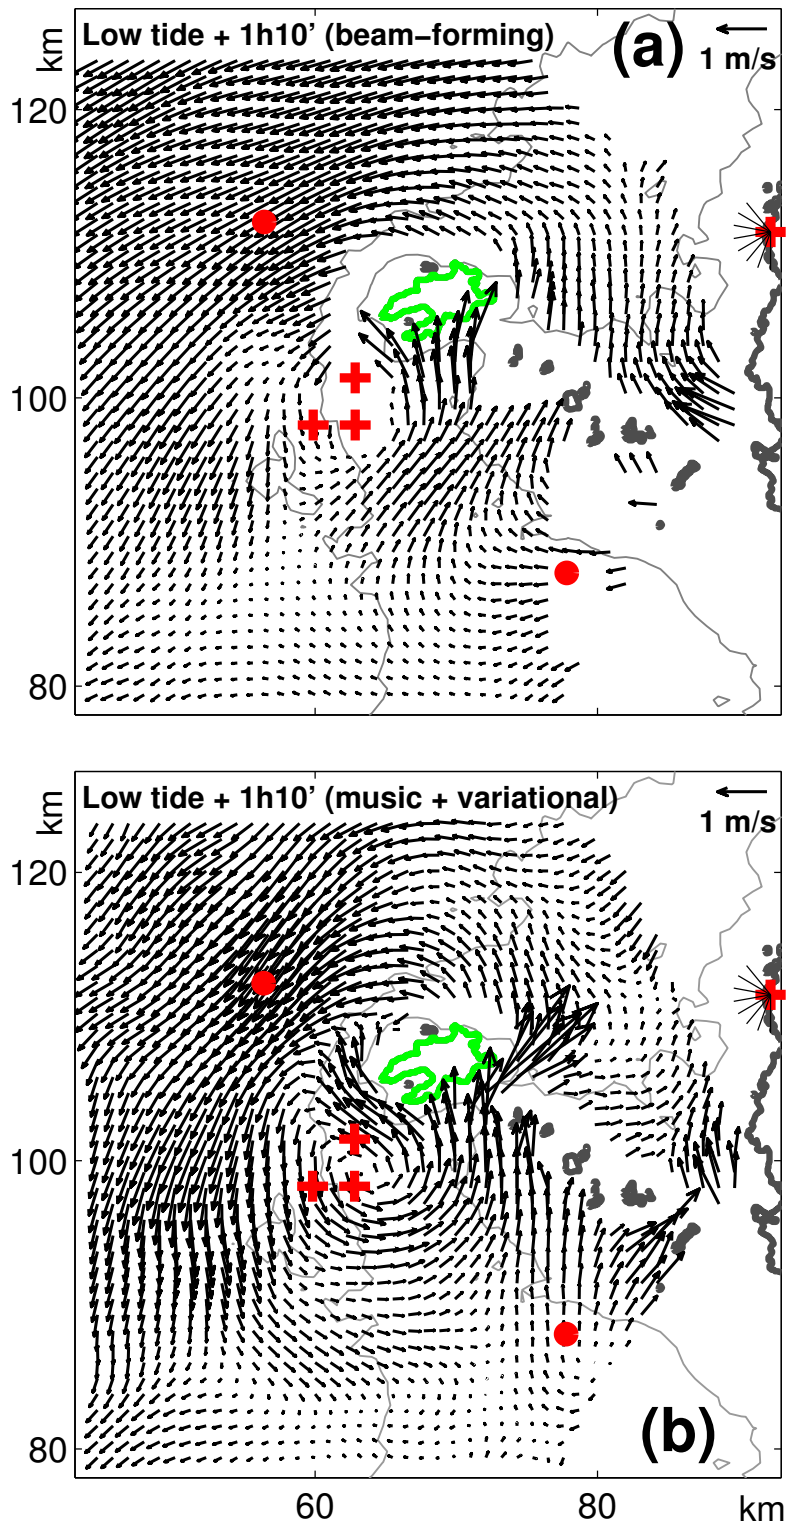 Low tide + 1h10’ (beam−forming)
(a)
1 m/s
km
120
100
80
Low tide + 1h10’ (music + variational)
1 m/s
km
120
100
80
(b)
60
80
km